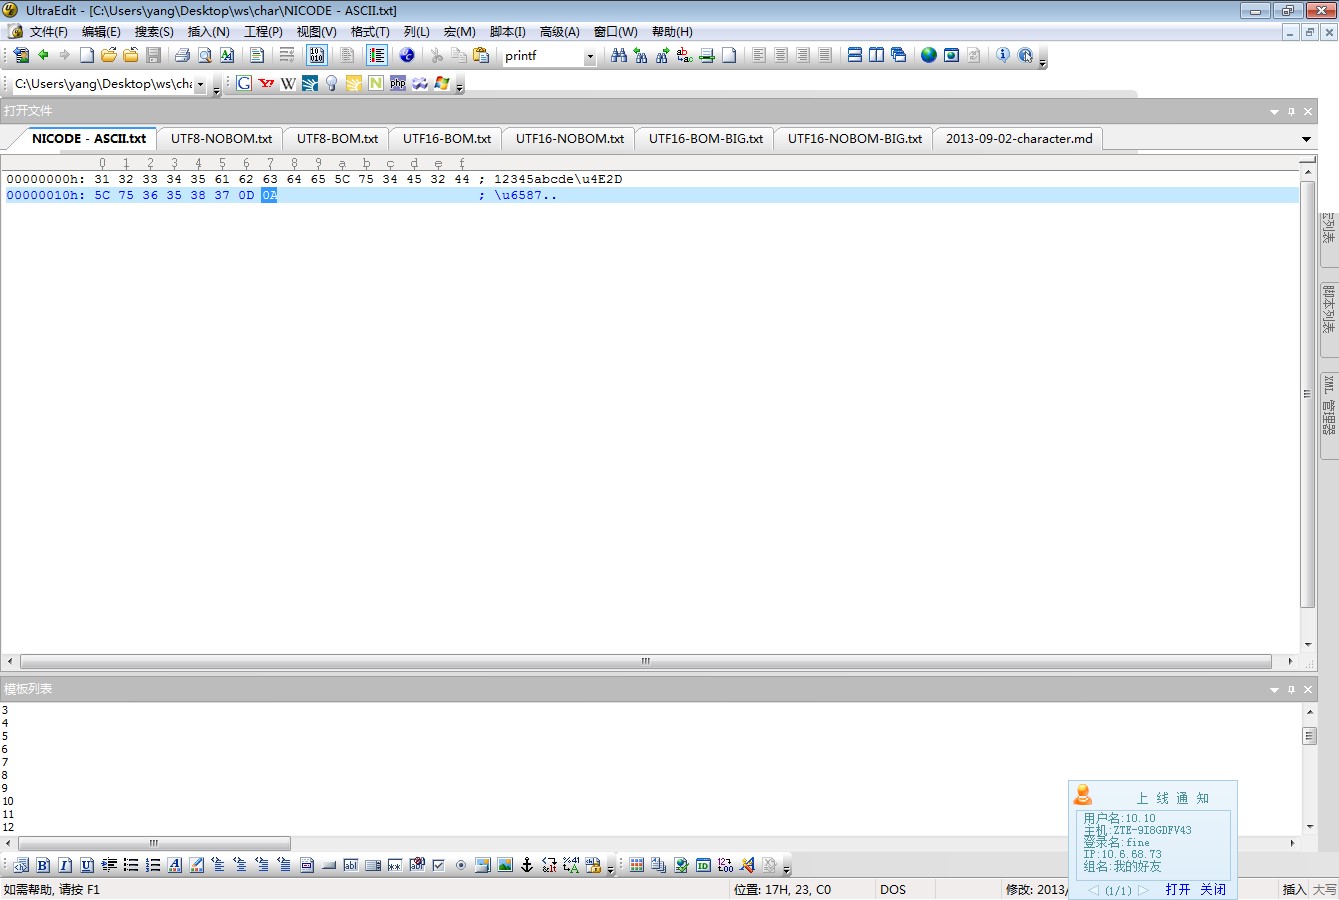 UltraEdit - [C:\Users\yang\Desktop\ws\char\NICODE - ASCII.txt]
文件(F) 编辑(E) 搜索(S) 插入(N) 工程(P) 视图(V) 格式(T) 列(L) 宏(M) 脚本(I) 高级(A) 窗口(W) 帮助(H)
printf
C:\Users\yang\Desktop\ws\cha
打开文件
NICODE - ASCII.txt UTF8-NOBOM.txt UTF8-BOM.txt UTF16-BOM.txt UTF16-NOBOM.txt UTF16-BOM-BIG.txt UTF16-NOBOM-BIG.txt 2013-09-02-character.md
0 1 2 3 4 5 6 7 8 9 a b c d e f
00000000h: 31 32 33 34 35 61 62 63 64 65 5C 75 34 45 32 44 ; 12345abcde\u4E2D
00000010h: 5C 75 36 35 38 37 0D 0A ; \u6587..
列表
脚本列表
XML 管理器
模板列表
3
4
5
6
7
8
9
10
11
12
上 线 通 知
用户名:10.10
主机:ZTE-9I8GDFV43
登录名:fine
IP:10.6.68.73
组名:我的好友
(1/1) 打开 关闭
如需帮助, 请按 F1 位置: 17H, 23, C0 DOS 修改: 2013/ 插入 大写